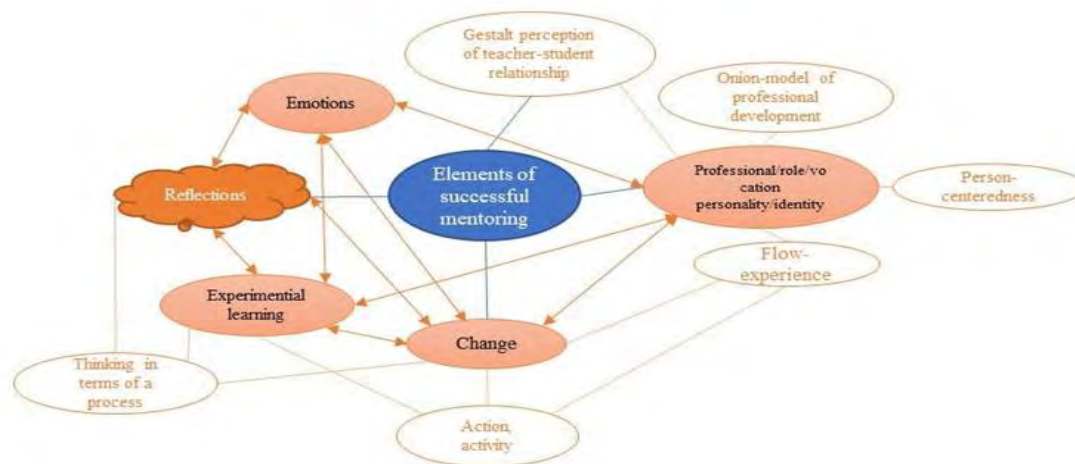 Gestalt perception
of teacher-student
relationship
Onion-model of
professional
development
Emotions
Elements of
successful
mentoring
Professional/role/vo
cation
personality/identity
Person-
centeredness
Reflections
Flow-
experience
Experimential
learning
Change
Thinking in
terms of a
process
Action,
activity